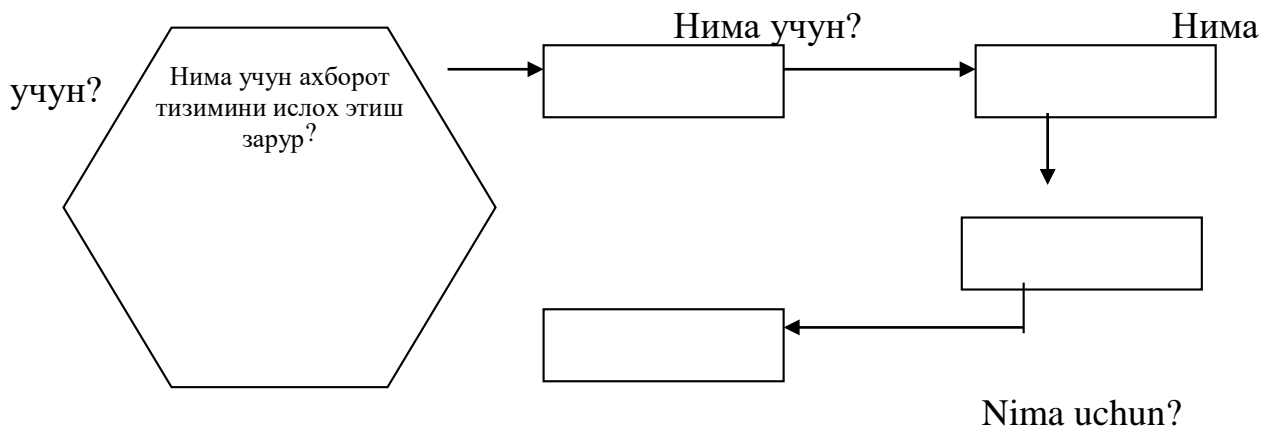 Нима учун? Нима
учун?
Нима учун ахборот
тизимини ислох этиш
зарур?
Nima uchun?